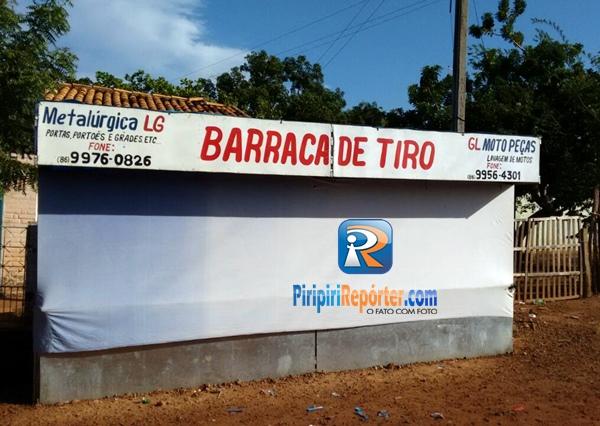 Metalúrgica LG
PORTAS, PORTOES E GRADES, ETC...
FONE:
(86) 9976-0826
BARRACA DE TIRO
GL MOTO PEÇAS
LAVAGEM DE MOTOS
FONE:
(86) 9956-4301
R
PiripiriRepórter.com
O FATO COM FOTO